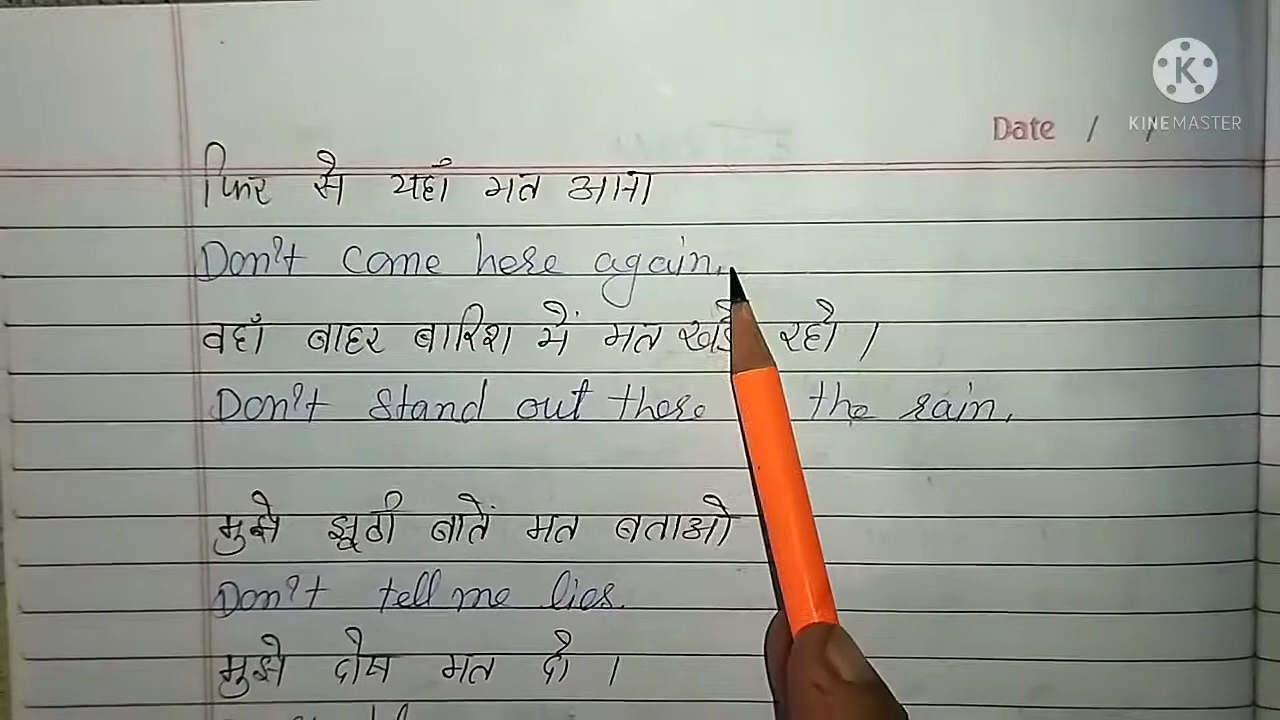 KINEMASTER
Date / /
फिर से यहाँ मत आना
Don't come here again.
वहाँ बाहर बारिश में मत खड़े रहो ।
Don't stand out there the rain.
मुझे झूठी बातें मत बताओ
Don't tell me lies.
मुझे दोष मत दो ।